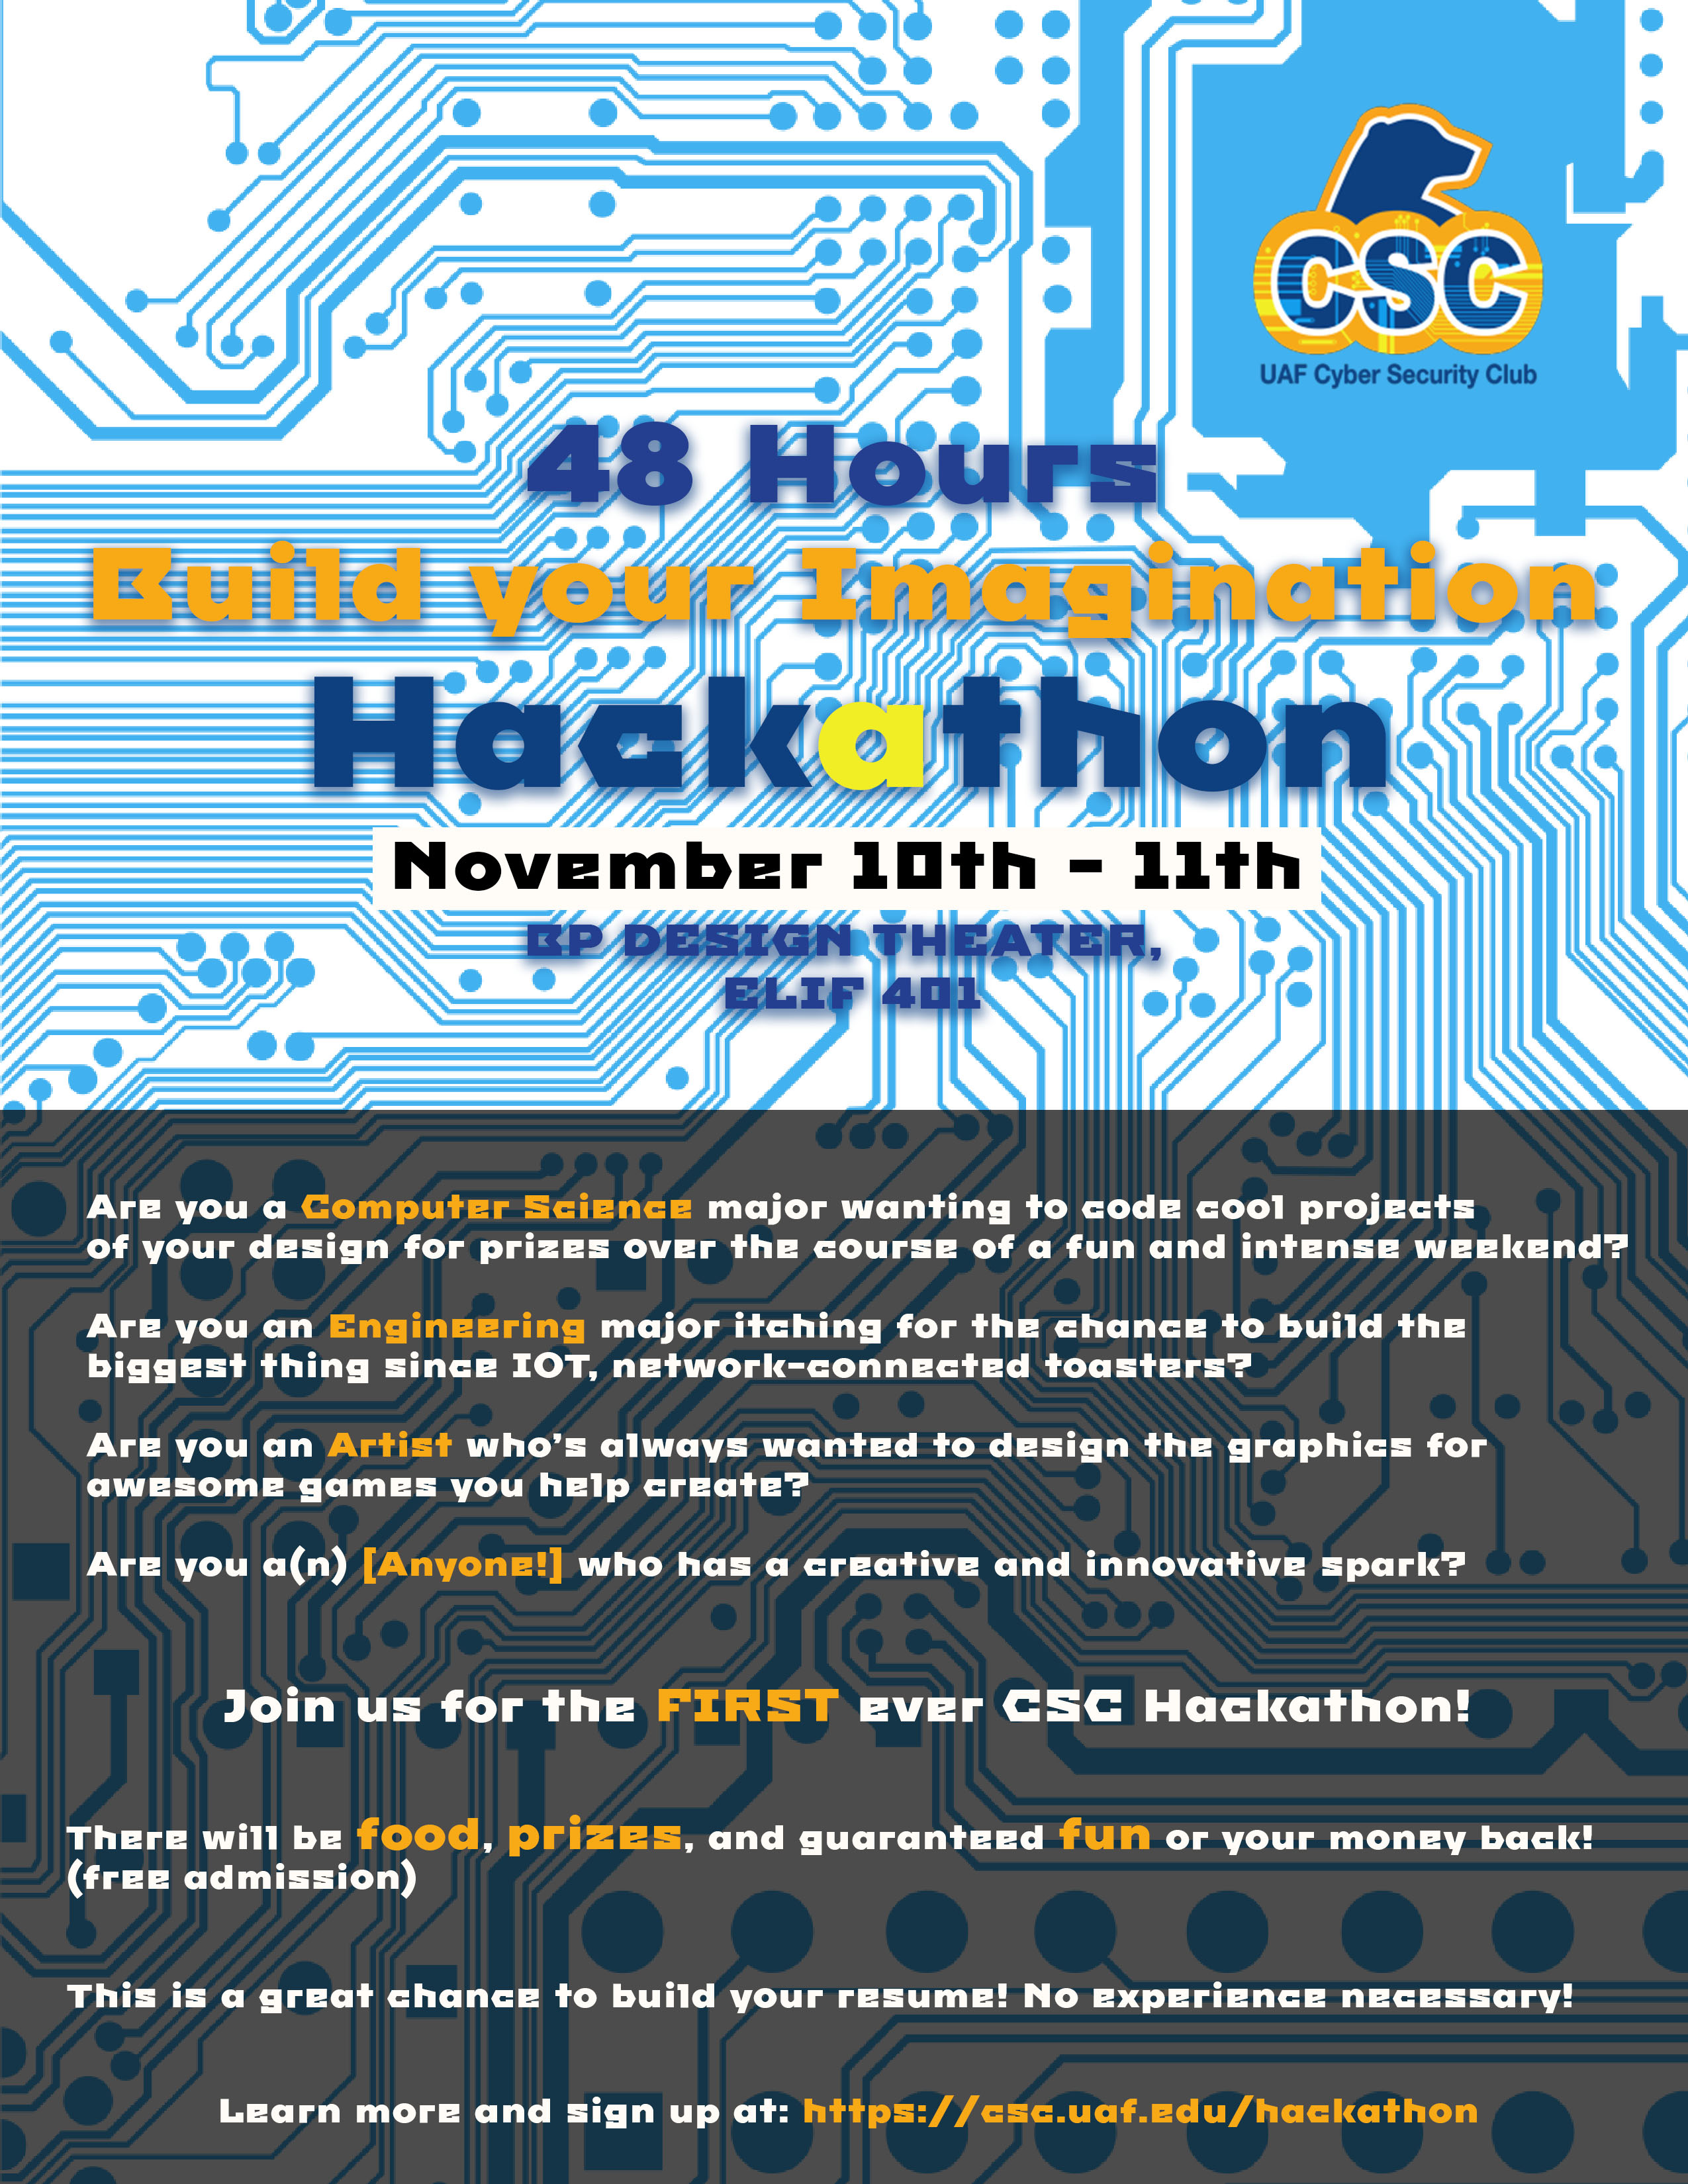 CSC
UAF Cyber Security Club
48 Hours
Build your Imagination
Hackathon
November 10th - 11th
BP DESIGN THEATER,
ELIF 401
Are you a Computer Science major wanting to code cool projects
of your design for prizes over the course of a fun and intense weekend?
Are you an Engineering major itching for the chance to build the
biggest thing since IOT, network-connected toasters?
Are you an Artist who's always wanted to design the graphics for
awesome games you help create?
Are you a(n) [Anyone!] who has a creative and innovative spark?
Join us for the FIRST ever CSC Hackathon!
There will be food, prizes, and guaranteed fun or your money back!
(free admission)
This is a great chance to build your resume! No experience necessary!
Learn more and sign up at: https://csc.uaf.edu/hackathon